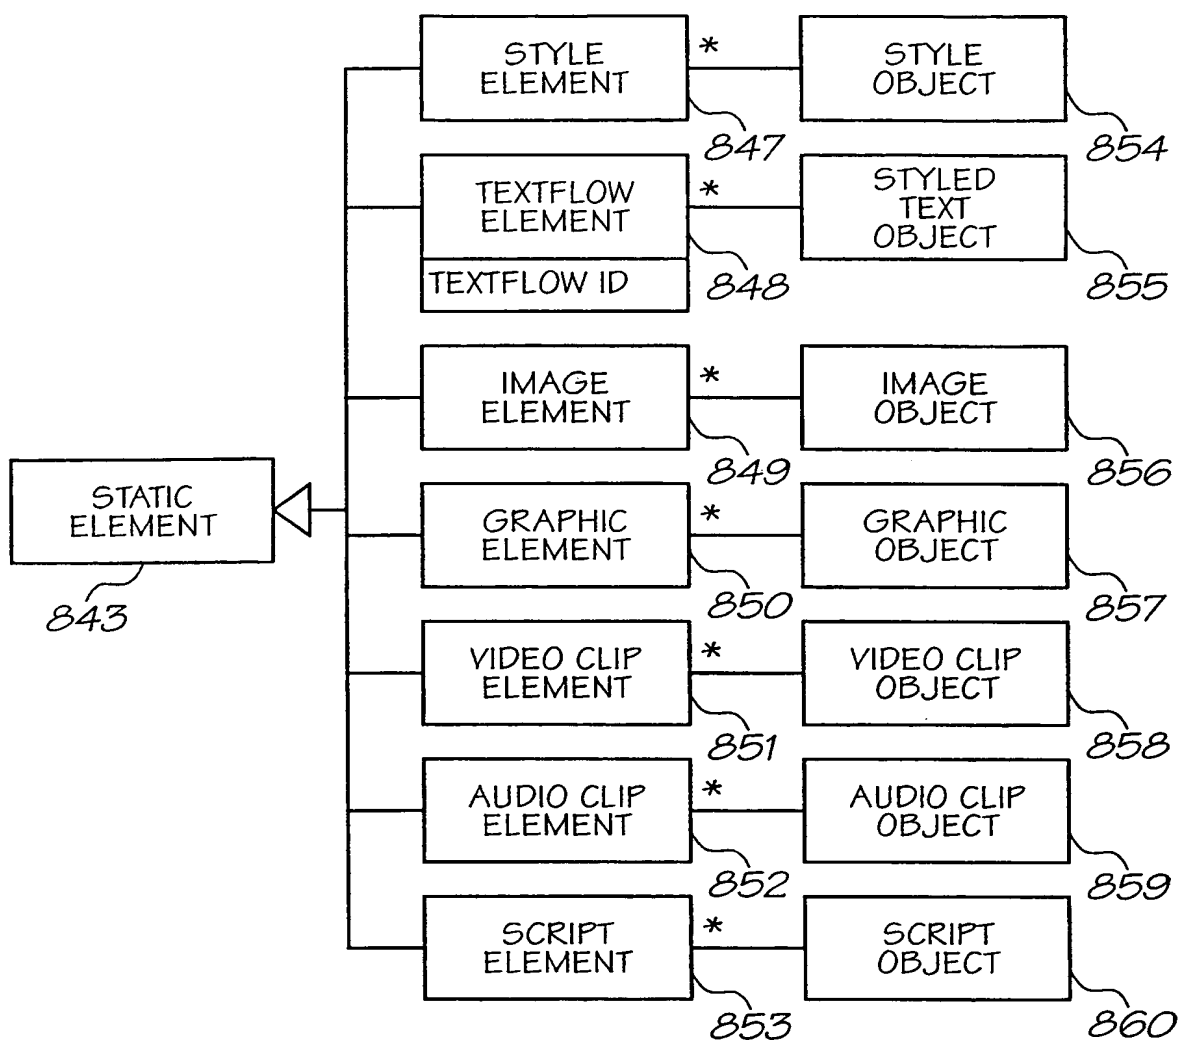 STYLE
ELEMENT
*
STYLE
OBJECT
847
854
TEXTFLOW
ELEMENT
*
STYLED
TEXT
OBJECT
TEXTFLOW ID
848
855
IMAGE
ELEMENT
*
IMAGE
OBJECT
849
856
STATIC
ELEMENT
843
GRAPHIC
ELEMENT
*
GRAPHIC
OBJECT
850
857
VIDEO CLIP
ELEMENT
*
VIDEO CLIP
OBJECT
851
858
AUDIO CLIP
ELEMENT
*
AUDIO CLIP
OBJECT
852
859
SCRIPT
ELEMENT
*
SCRIPT
OBJECT
853
860